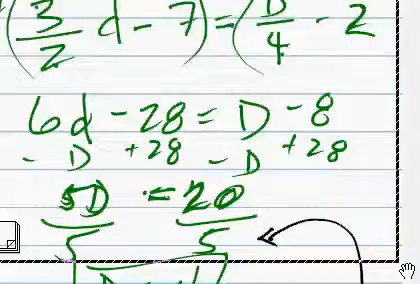 (3/2 d - 7) = (D/4 - 2
6d - 28 = D - 8
- D +28 - D +28
5D = 20
5 5